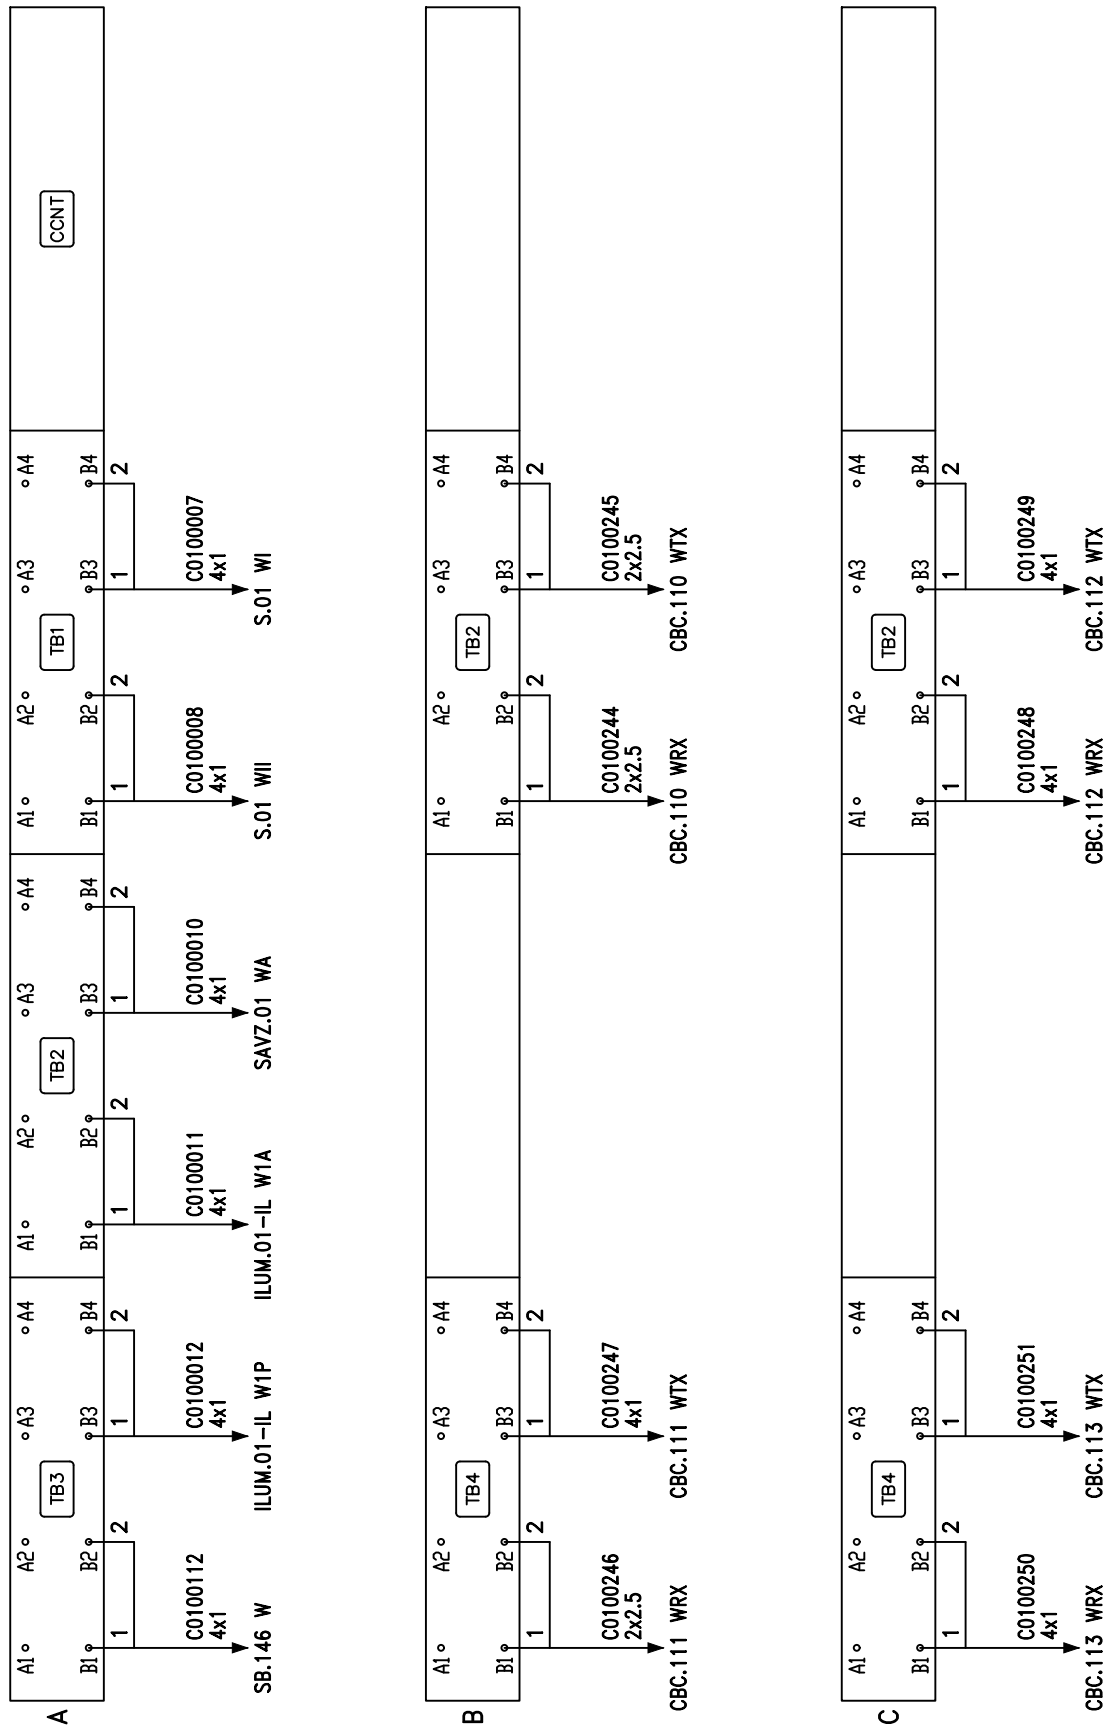 A
TB3
A1
A2
A3
A4
B1
B2
B3
B4
1
2
1
2
C0100112
4x1
SB.146 W
C0100012
4x1
ILUM.01-IL W1P
TB2
A1
A2
A3
A4
B1
B2
B3
B4
1
2
1
2
C0100011
4x1
ILUM.01-IL W1A
C0100010
4x1
SAVZ.01 WA
TB1
A1
A2
A3
A4
B1
B2
B3
B4
1
2
1
2
C0100008
4x1
S.01 WII
C0100007
4x1
S.01 WI
CCNT
B
TB4
A1
A2
A3
A4
B1
B2
B3
B4
1
2
1
2
C0100246
2x2.5
CBC.111 WRX
C0100247
4x1
CBC.111 WTX
TB2
A1
A2
A3
A4
B1
B2
B3
B4
1
2
1
2
C0100244
2x2.5
CBC.110 WRX
C0100245
2x2.5
CBC.110 WTX
C
TB4
A1
A2
A3
A4
B1
B2
B3
B4
1
2
1
2
C0100250
4x1
CBC.113 WRX
C0100251
4x1
CBC.113 WTX
TB2
A1
A2
A3
A4
B1
B2
B3
B4
1
2
1
2
C0100248
4x1
CBC.112 WRX
C0100249
4x1
CBC.112 WTX